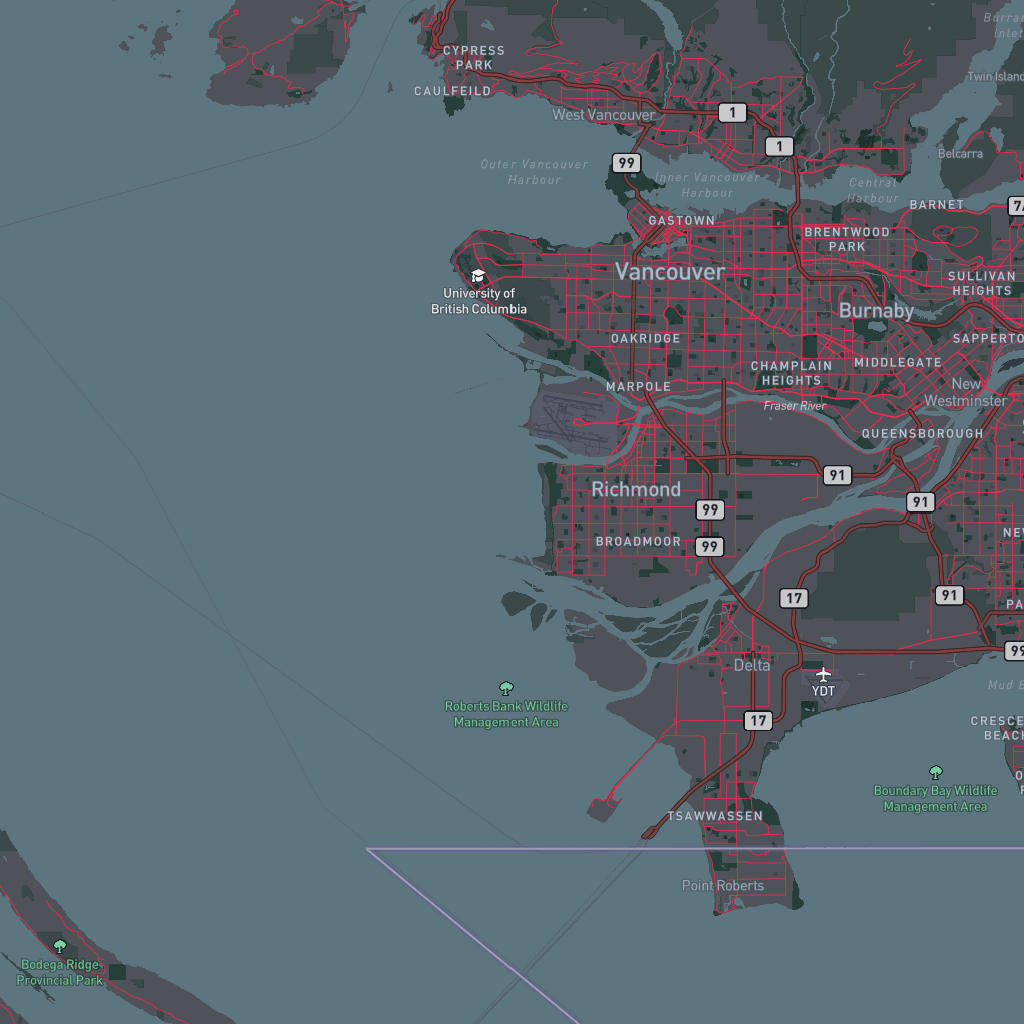 Burrar
Inlet
CYPRESS
PARK
Twin Island
CAULFEILD
West Vancouver
1
1
Belcarra
Outer Vancouver
Harbour
99
Inner Vancouver
Harbour
Central
Harbour
BARNET
7A
GASTOWN
BRENTWOOD
PARK
Vancouver
University of
British Columbia
SULLIVAN
HEIGHTS
Burnaby
OAKRIDGE
SAPPERTO
CHAMPLAIN
HEIGHTS
MIDDLEGATE
MARPOLE
New
Westminster
Fraser River
QUEENSBOROUGH
91
Richmond
91
99
NEW
BROADMOOR
99
17
91
PA
99
Delta
YDT
Mud B
Roberts Bank Wildlife
Management Area
17
CRESCE
BEACH
Boundary Bay Wildlife
Management Area
TSAWWASSEN
Point Roberts
Bodega Ridge
Provincial Park